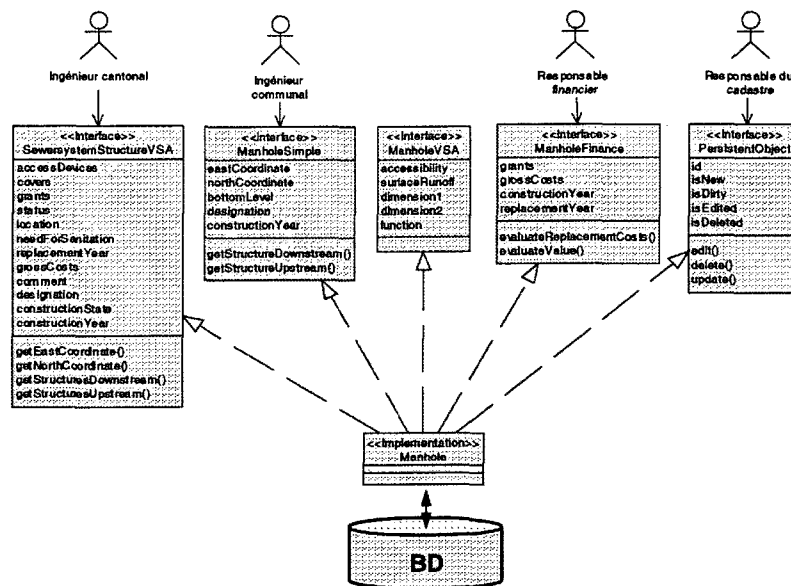 Ingénieur cantonal
Ingénieur
communal
Responsable
financier
Responsable du
cadastre
<<Interface>>
SewersystemStructureVSA
accessDevices
covers
grants
status
location
needForSanitation
replacementYear
grossCosts
comment
designation
constructionState
constructionYear
getEastCoordinate()
getNorthCoordinate()
getStructuresDownstream()
getStructuresUpstream()
<<Interface>>
ManholeSimple
eastCoordinate
northCoordinate
bottomLevel
designation
constructionYear
getStructureDownstream()
getStructureUpstream()
<<Interface>>
ManholeVSA
accessibility
surfaceRunoff
dimension1
dimension2
function
<<Interface>>
ManholeFinance
grants
grossCosts
constructionYear
replacementYear
evaluateReplacementCosts()
evaluateValue()
<<Interface>>
PersistentObject
id
isNew
isDirty
isEdited
isDeleted
edit()
delete()
update()
<<Implementation>>
Manhole
BD